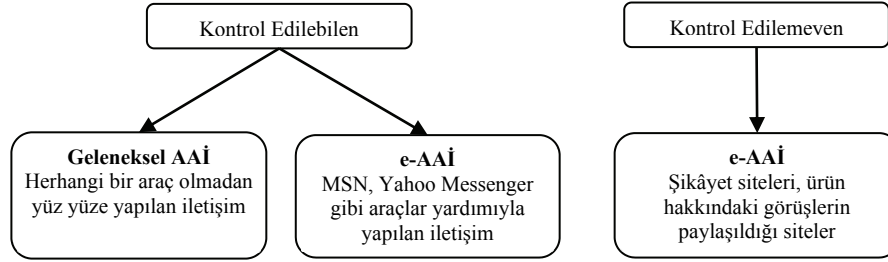 Kontrol Edilebilen
Kontrol Edilemeven
Geleneksel AAİ
Herhangi bir araç olmadan
yüz yüze yapılan iletişim
e-AAİ
MSN, Yahoo Messenger
gibi araçlar yardımıyla
yapılan iletişim
e-AAİ
Şikâyet siteleri, ürün
hakkındaki görüşlerin
paylaşıldığı siteler